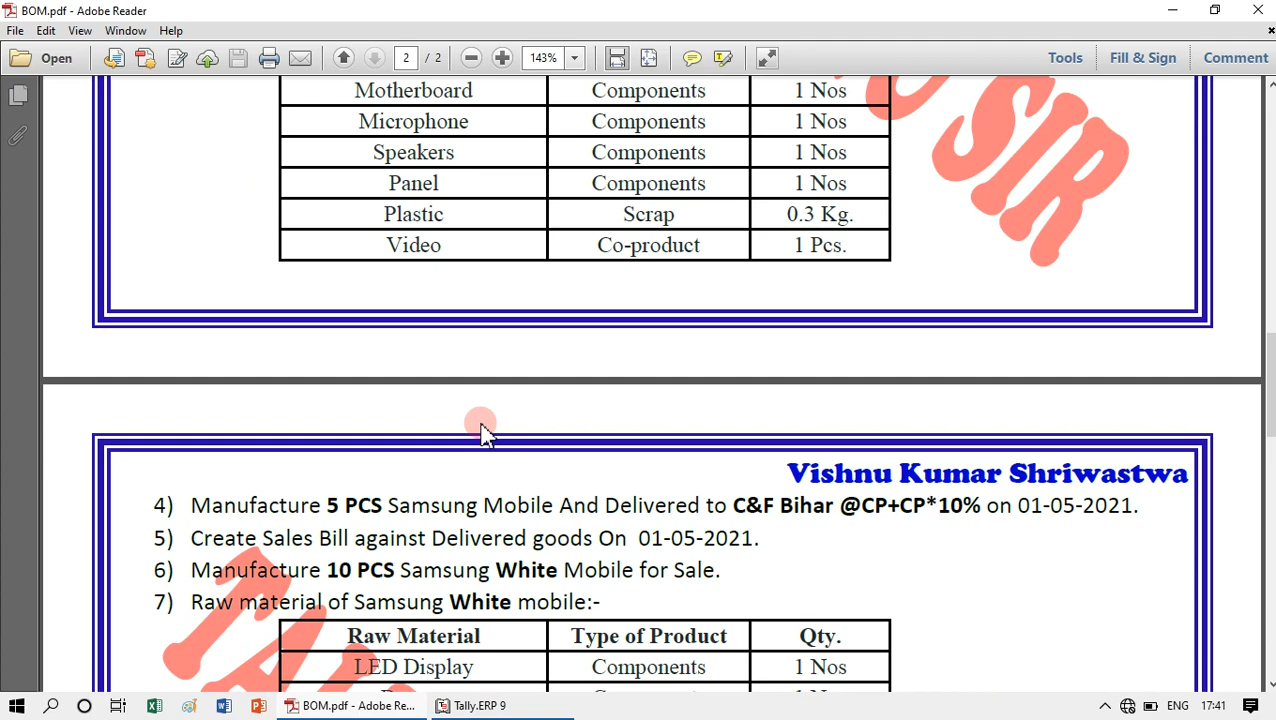 BOM.pdf - Adobe Reader
File Edit View Window Help
Open 2 / 2 143% Tools Fill & Sign Comment
Motherboard Components 1 Nos
Microphone Components 1 Nos
Speakers Components 1 Nos
Panel Components 1 Nos
Plastic Scrap 0.3 Kg.
Video Co-product 1 Pcs.
SIR
Vishnu Kumar Shriwastwa
4) Manufacture 5 PCS Samsung Mobile And Delivered to C&F Bihar @CP+CP*10% on 01-05-2021.
5) Create Sales Bill against Delivered goods On 01-05-2021.
6) Manufacture 10 PCS Samsung White Mobile for Sale.
7) Raw material of Samsung White mobile:-
Raw Material Type of Product Qty.
LED Display Components 1 Nos
BOM.pdf - Adobe Re... Tally.ERP 9 ENG 17:41